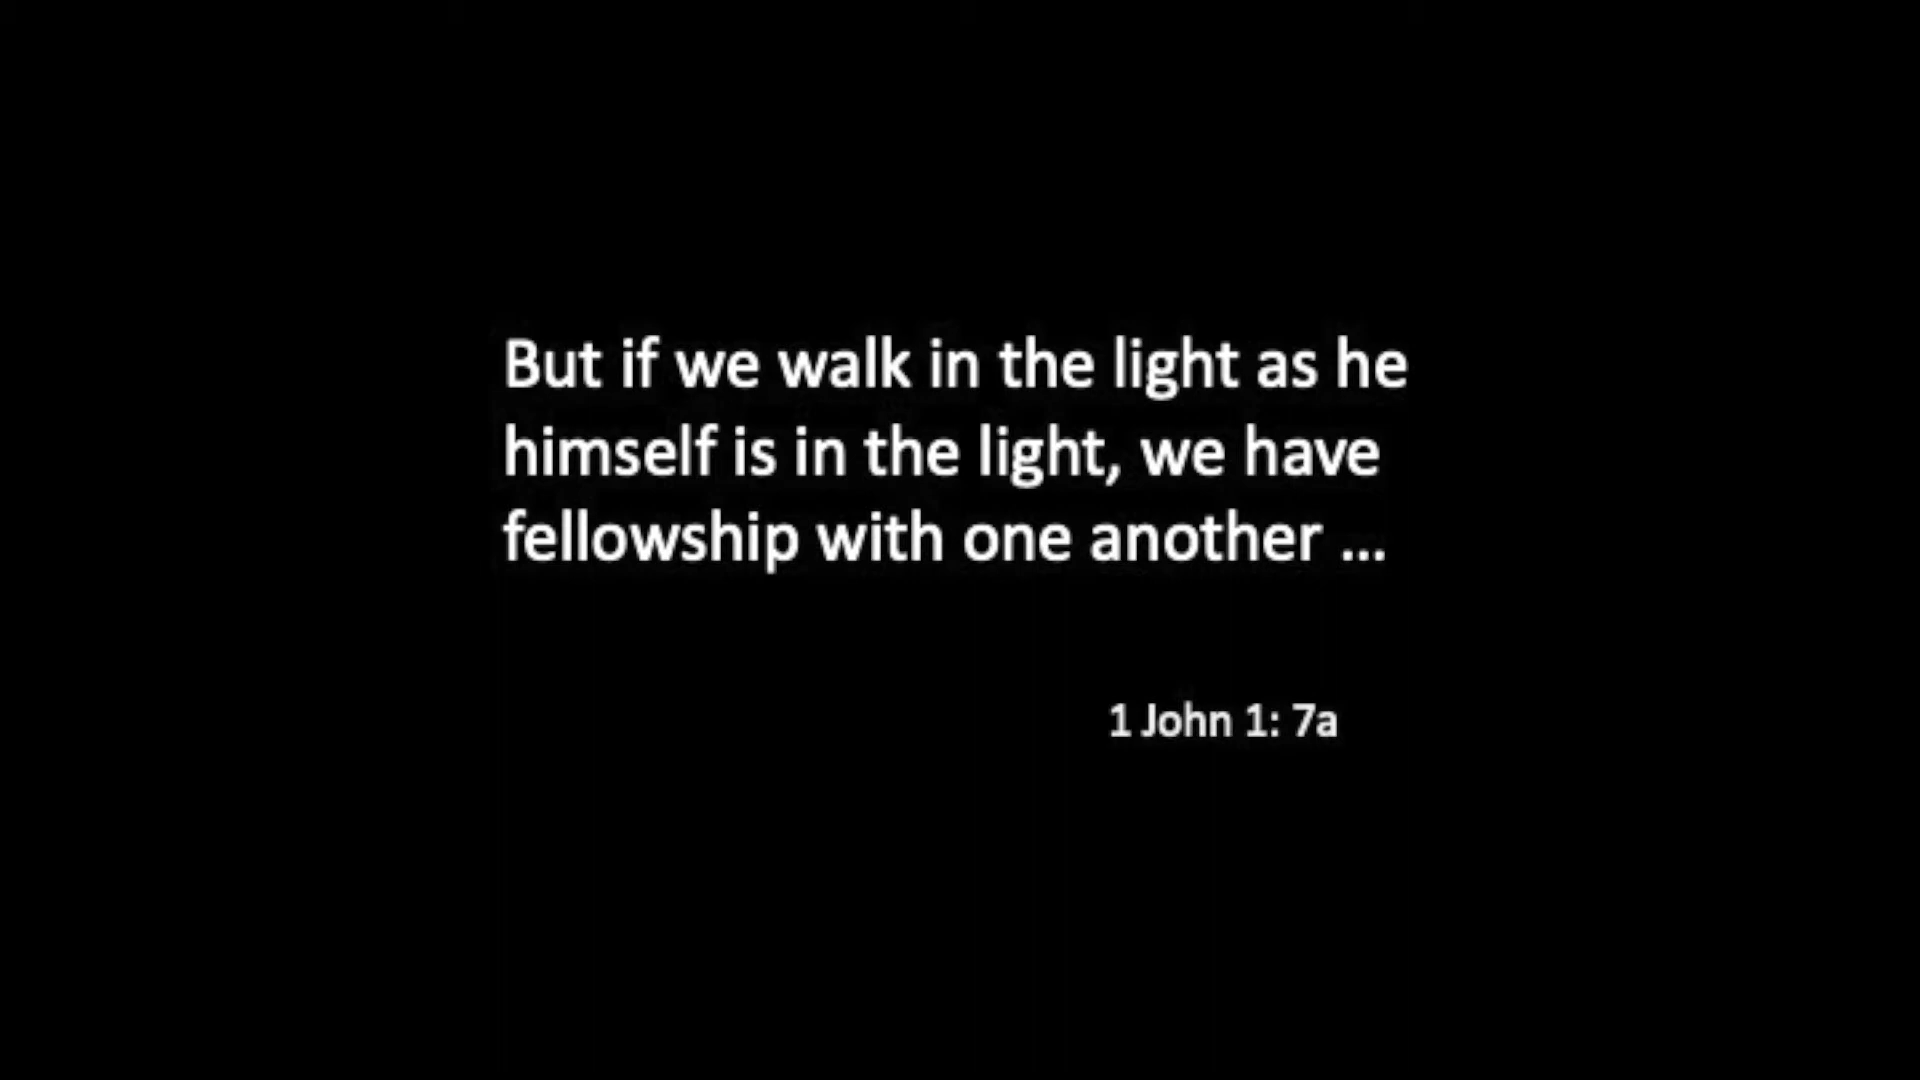 But if we walk in the light as he
himself is in the light, we have
fellowship with one another ...
1 John 1: 7a